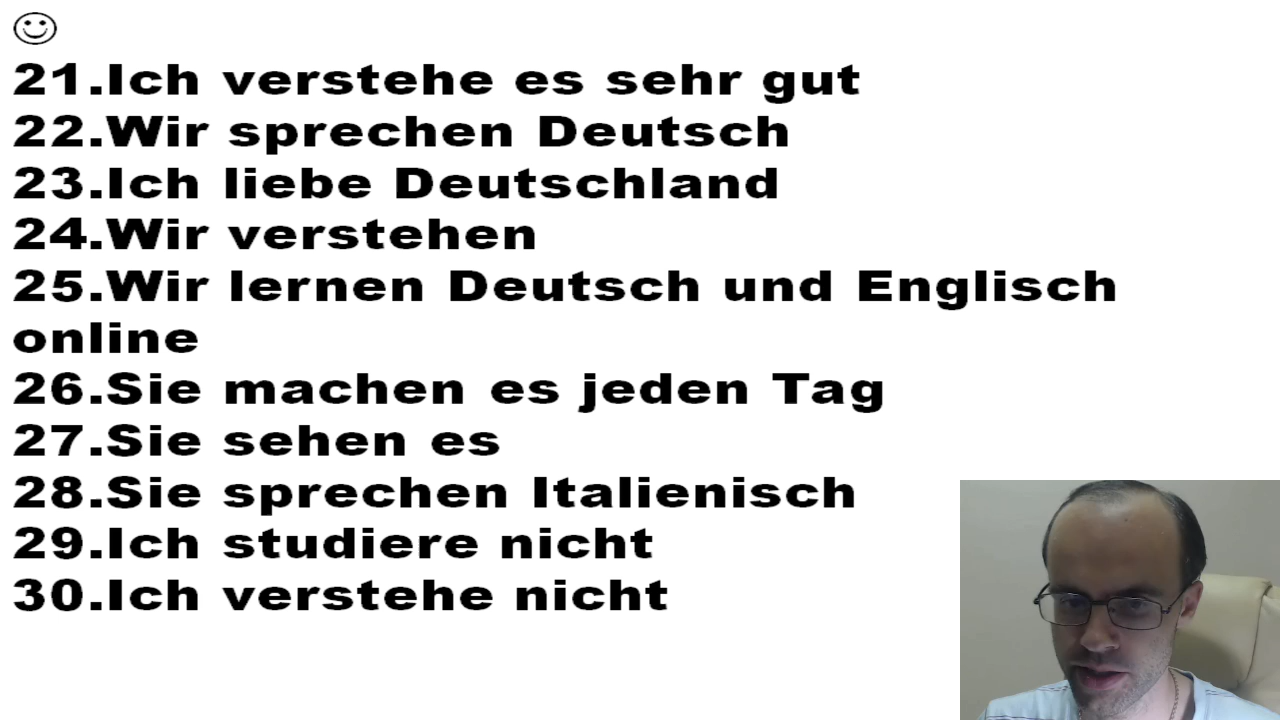 21.Ich verstehe es sehr gut
22.Wir sprechen Deutsch
23.Ich liebe Deutschland
24.Wir verstehen
25.Wir lernen Deutsch und Englisch
online
26.Sie machen es jeden Tag
27.Sie sehen es
28.Sie sprechen Italienisch
29.Ich studiere nicht
30.Ich verstehe nicht